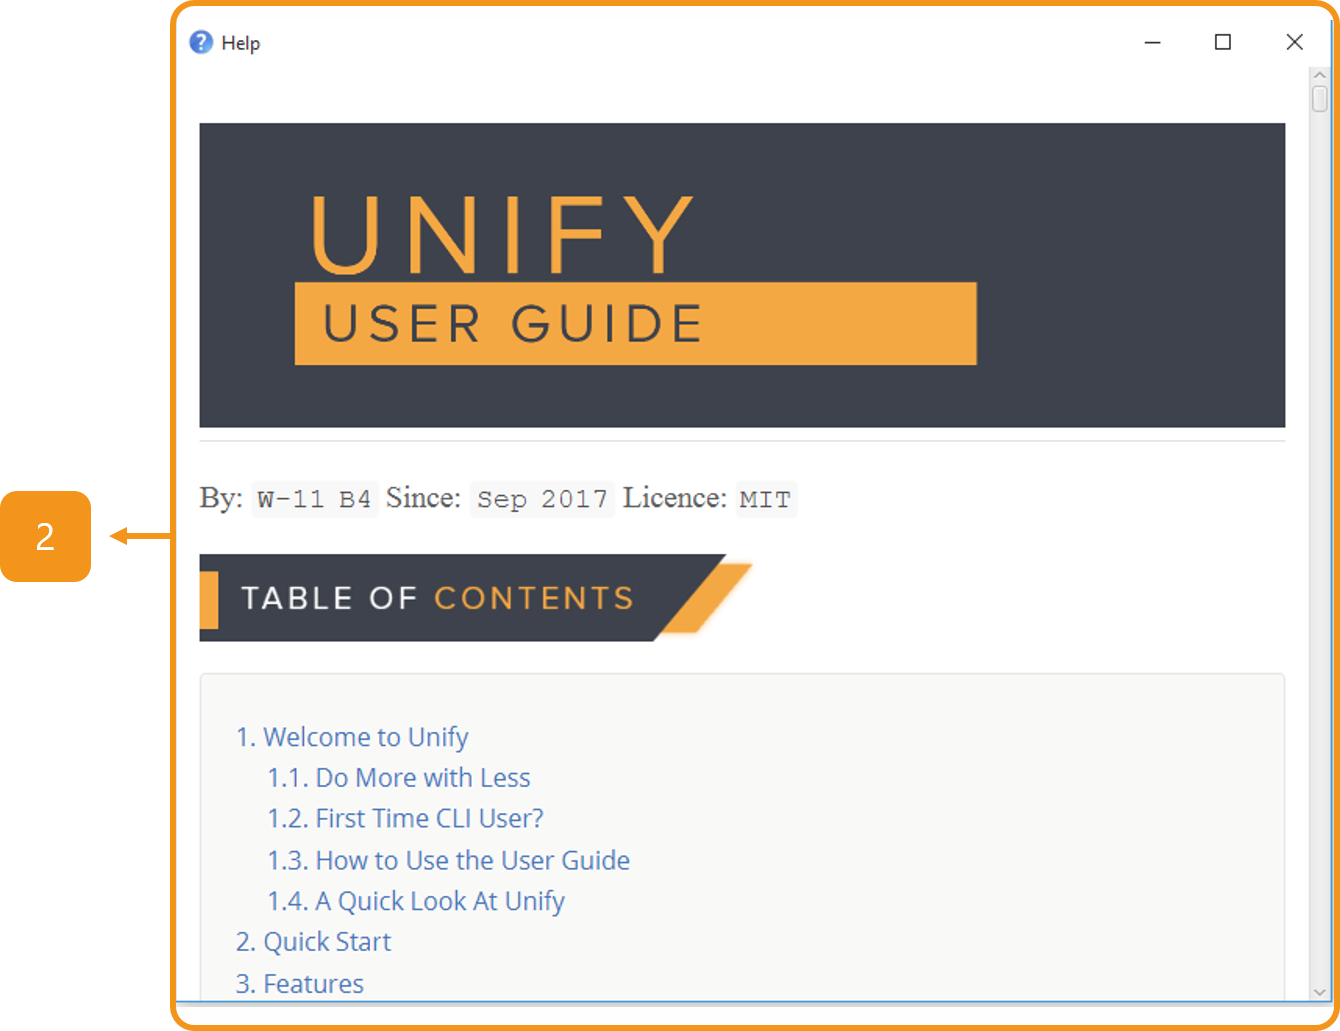 Help
UNIFY
USER GUIDE
By: W-11 B4 Since: Sep 2017 Licence: MIT
2
TABLE OF CONTENTS
1. Welcome to Unify
1.1. Do More with Less
1.2. First Time CLI User?
1.3. How to Use the User Guide
1.4. A Quick Look At Unify
2. Quick Start
3. Features